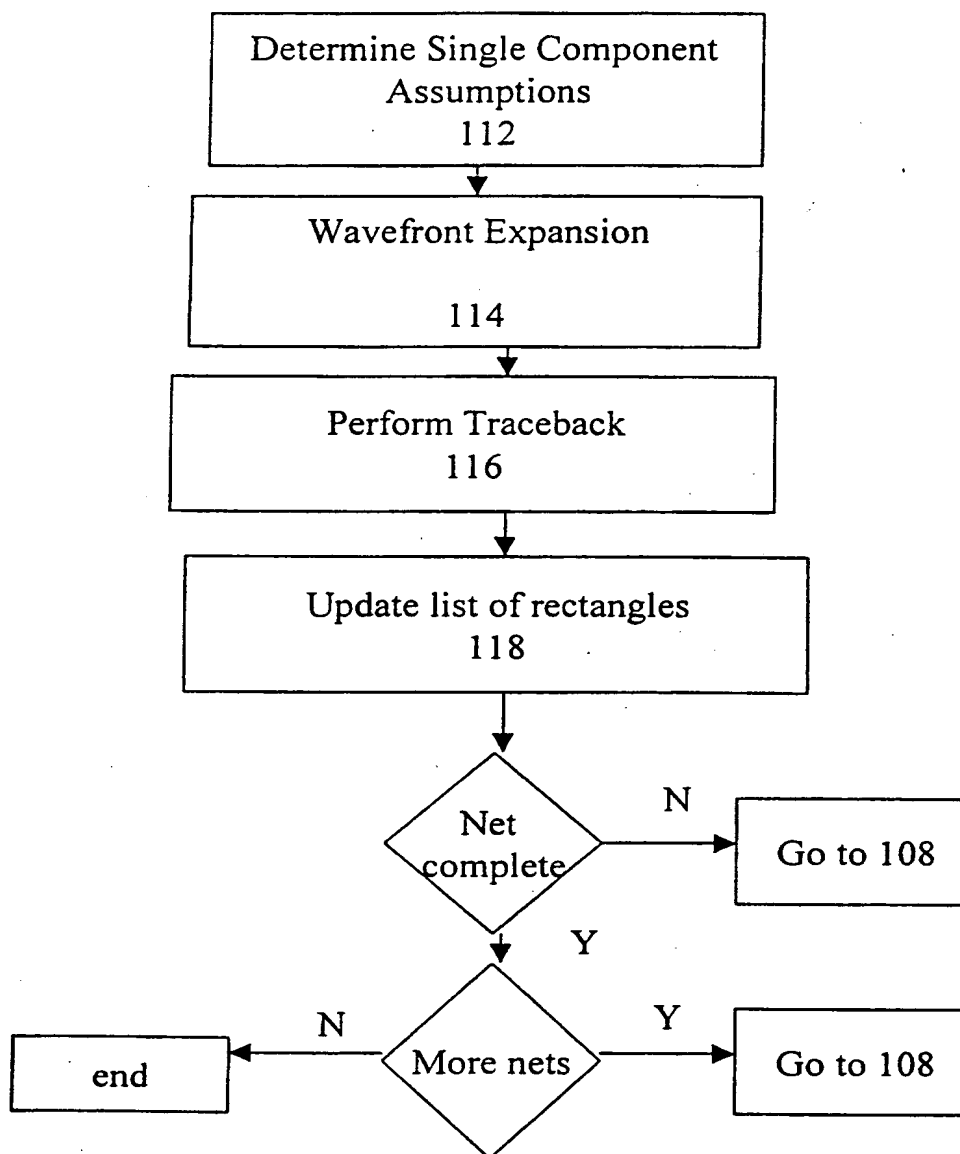 Determine Single Component
Assumptions
112
Wavefront Expansion
114
Perform Traceback
116
Update list of rectangles
118
Net
complete
N
Go to 108
Y
N
Y
end
More nets
Go to 108